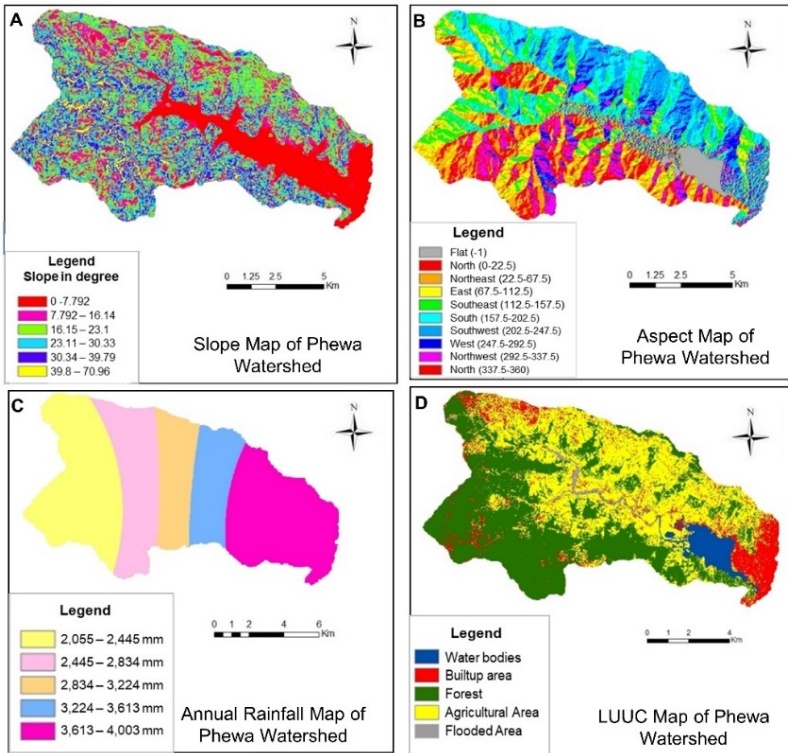 A
N
Legend
Slope in degree
0 -7.792
7.792 – 16.14
16.15 – 23.1
23.11 – 30.33
30.34 – 39.79
39.8 – 70.96
0 1.25 2.5 5
Km
Slope Map of Phewa
Watershed
B
N
Legend
Flat (-1)
North (0-22.5)
Northeast (22.5-67.5)
East (67.5-112.5)
Southeast (112.5-157.5)
South (157.5-202.5)
Southwest (202.5-247.5)
West (247.5-292.5)
Northwest (292.5-337.5)
North (337.5-360)
0 1.25 2.5 5
Km
Aspect Map of
Phewa Watershed
C
N
Legend
2,055 – 2,445 mm
2,445 – 2,834 mm
2,834 – 3,224 mm
3,224 – 3,613 mm
3,613 – 4,003 mm
0 1 2 4 6
Km
Annual Rainfall Map of
Phewa Watershed
D
N
Legend
Water bodies
Builtup area
Forest
Agricultural Area
Flooded Area
0 1 2 4
Km
LUUC Map of Phewa
Watershed